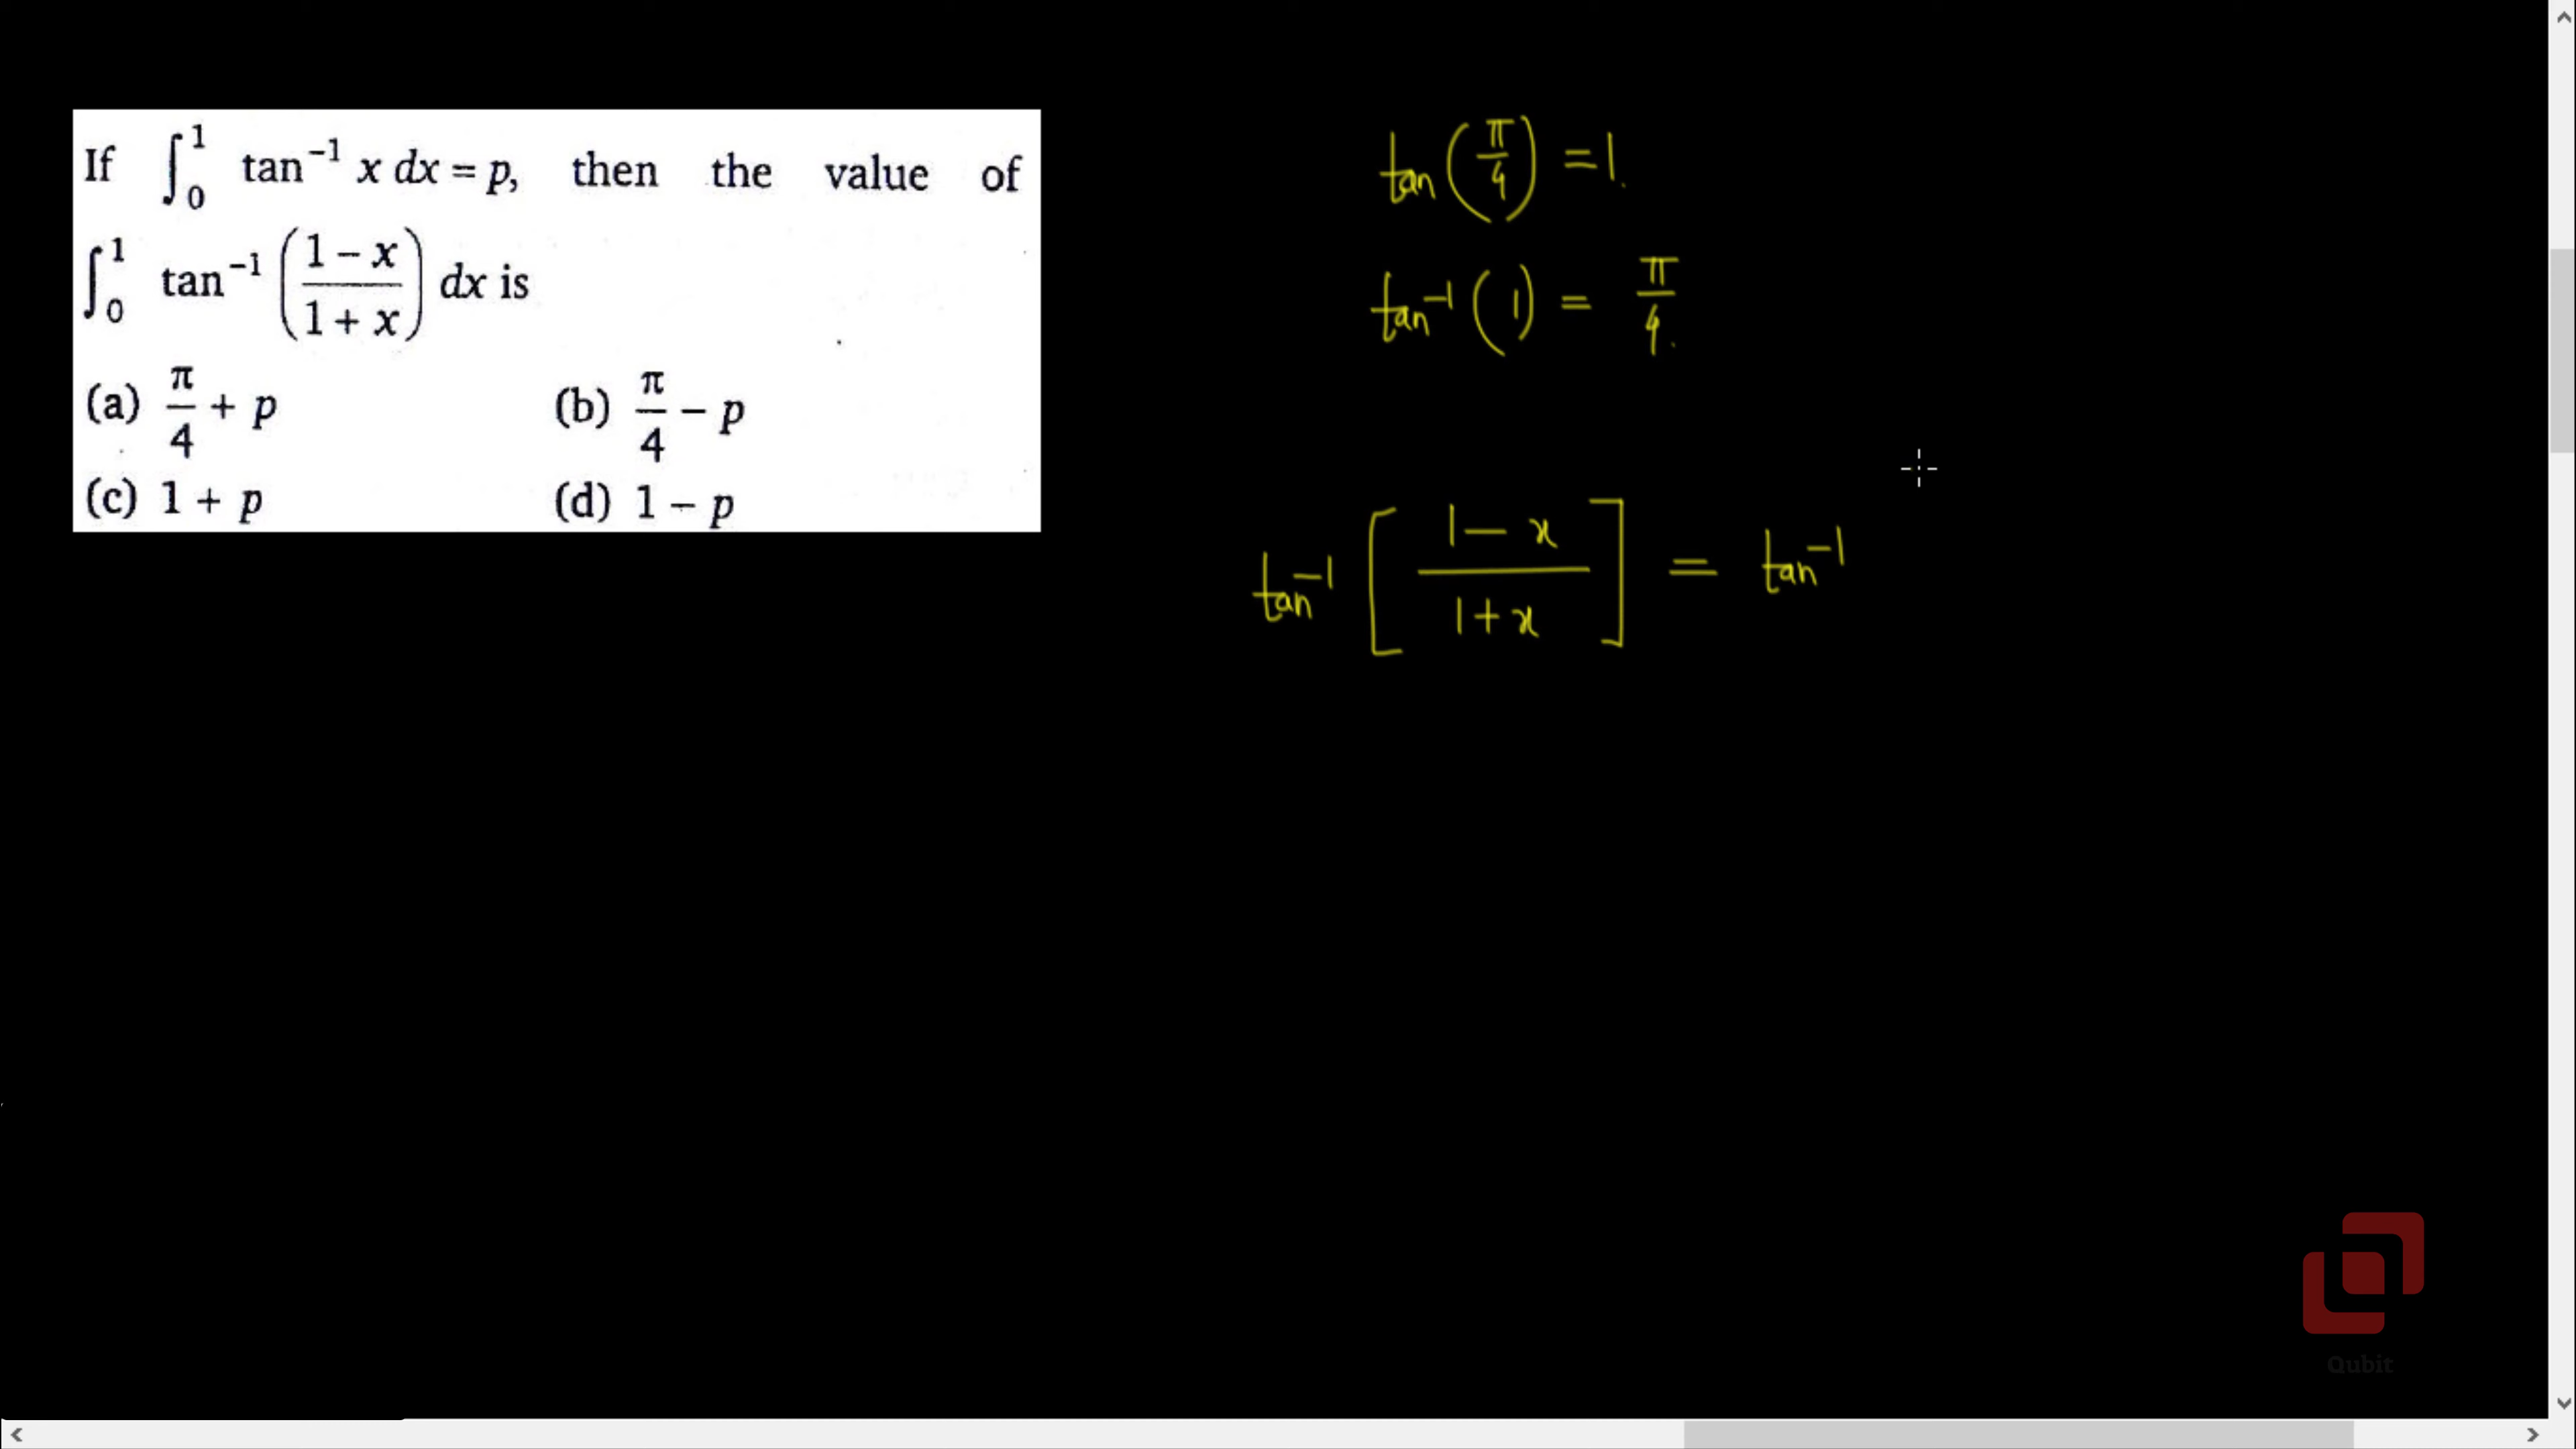 If ∫₀¹ tan⁻¹ x dx = p, then the value of
∫₀¹ tan⁻¹ ((1 − x)/(1 + x)) dx is
(a) π/4 + p (b) π/4 − p
(c) 1 + p (d) 1 − p
tan (π/4) = 1.
tan⁻¹ (1) = π/4.
tan⁻¹ [(1 − x)/(1 + x)] = tan⁻¹
Qubit